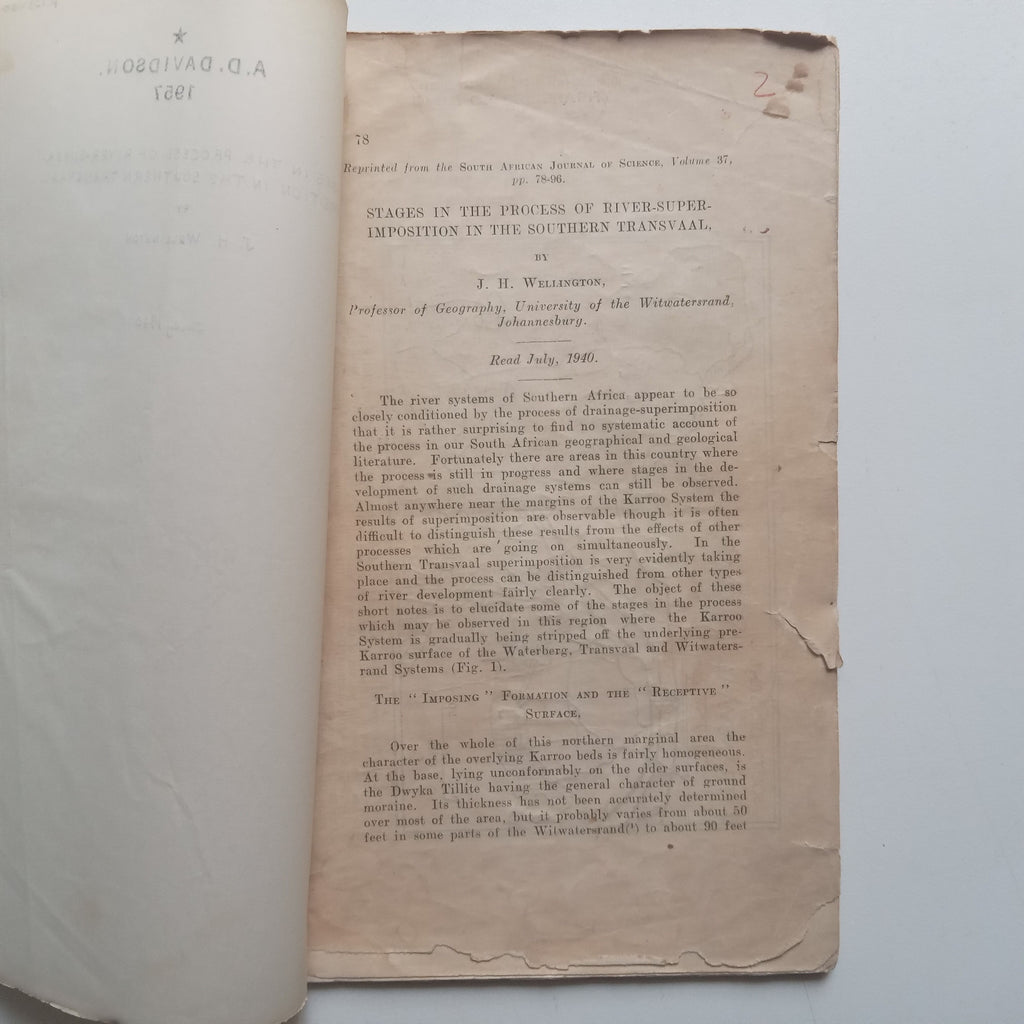 A.D. DAVIDSON.
1957
IN THE PROCESS OF RIVER-SUPER
IN THE SOUTHERN TRANSVAAL
BY
J. H. WELLINGTON
2
78
Reprinted from the SOUTH AFRICAN JOURNAL OF SCIENCE, Volume 37,
pp. 78-96.
STAGES IN THE PROCESS OF RIVER-SUPER-
IMPOSITION IN THE SOUTHERN TRANSVAAL,
BY
J. H. WELLINGTON,
Professor of Geography, University of the Witwatersrand,
Johannesburg.
Read July, 1940.
The river systems of Southern Africa appear to be so
closely conditioned by the process of drainage-superimposition
that it is rather surprising to find no systematic account of
the process in our South African geographical and geological
literature. Fortunately there are areas in this country where
the process is still in progress and where stages in the de-
velopment of such drainage systems can still be observed.
Almost anywhere near the margins of the Karroo System the
results of superimposition are observable though it is often
difficult to distinguish these results from the effects of other
processes which are going on simultaneously. In the
Southern Transvaal superimposition is very evidently taking
place and the process can be distinguished from other types
of river development fairly clearly. The object of these
short notes is to elucidate some of the stages in the process
which may be observed in this region where the Karroo
System is gradually being stripped off the underlying pre-
Karroo surface of the Waterberg, Transvaal and Witwaters-
rand Systems (Fig. 1).
THE " IMPOSING " FORMATION AND THE " RECEPTIVE "
SURFACE.
Over the whole of this northern marginal area the
character of the overlying Karroo beds is fairly homogeneous.
At the base, lying unconformably on the older surfaces, is
the Dwyka Tillite having the general character of ground
moraine. Its thickness has not been accurately determined
over most of the area, but it probably varies from about 50
feet in some parts of the Witwatersrand(¹) to about 90 feet